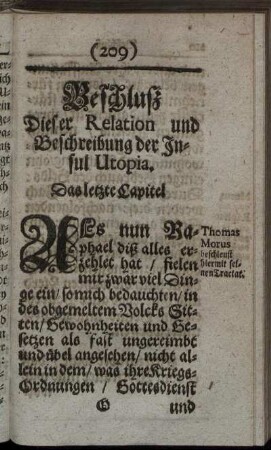 (209)
Beschluß
Dieser Relation und
Beschreibung der In-
sul Utopia.
Das letzte Capitel
ALs nun Ra-
phael diß alles er-
zehlet hat / fielen
mir zwar viel Din-
ge ein / so mich bedauchten / in
des obgemeltem Volcks Sit-
ten / Gewohnheiten und Ge-
setzen als fast ungereimbt
und übel angesehen / nicht al-
lein in dem / was ihre Kriegs-
Ordnungen / Gottesdienst
und
Thomas
Morus
beschleust
hiermit sei-
nen Tractat.